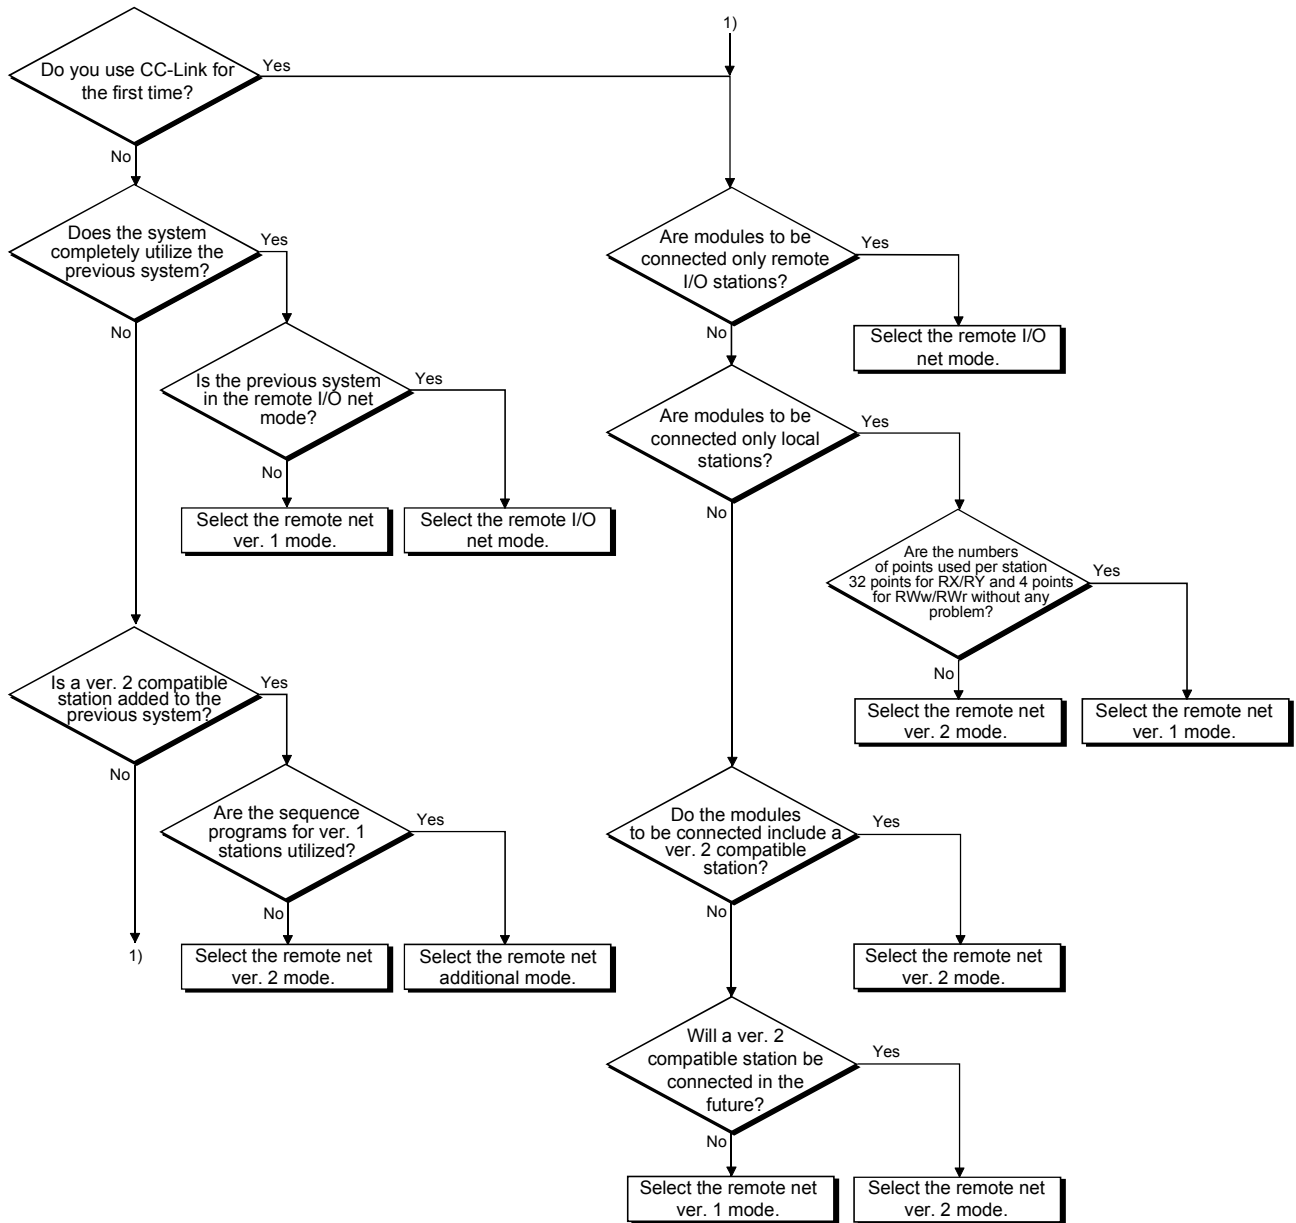 1)
Do you use CC-Link for
the first time?
Yes
No
Does the system
completely utilize the
previous system?
Yes
No
Is the previous system
in the remote I/O net
mode?
Yes
No
Select the remote net
ver. 1 mode.
Select the remote I/O
net mode.
Is a ver. 2 compatible
station added to the
previous system?
Yes
No
Are the sequence
programs for ver. 1
stations utilized?
Yes
No
1)
Select the remote net
ver. 2 mode.
Select the remote net
additional mode.
Are modules to be
connected only remote
I/O stations?
Yes
No
Select the remote I/O
net mode.
Are modules to be
connected only local
stations?
Yes
No
Are the numbers
of points used per station
32 points for RX/RY and 4 points
for RWw/RWr without any
problem?
Yes
No
Select the remote net
ver. 2 mode.
Select the remote net
ver. 1 mode.
Do the modules
to be connected include a
ver. 2 compatible
station?
Yes
No
Select the remote net
ver. 2 mode.
Will a ver. 2
compatible station be
connected in the
future?
Yes
No
Select the remote net
ver. 1 mode.
Select the remote net
ver. 2 mode.